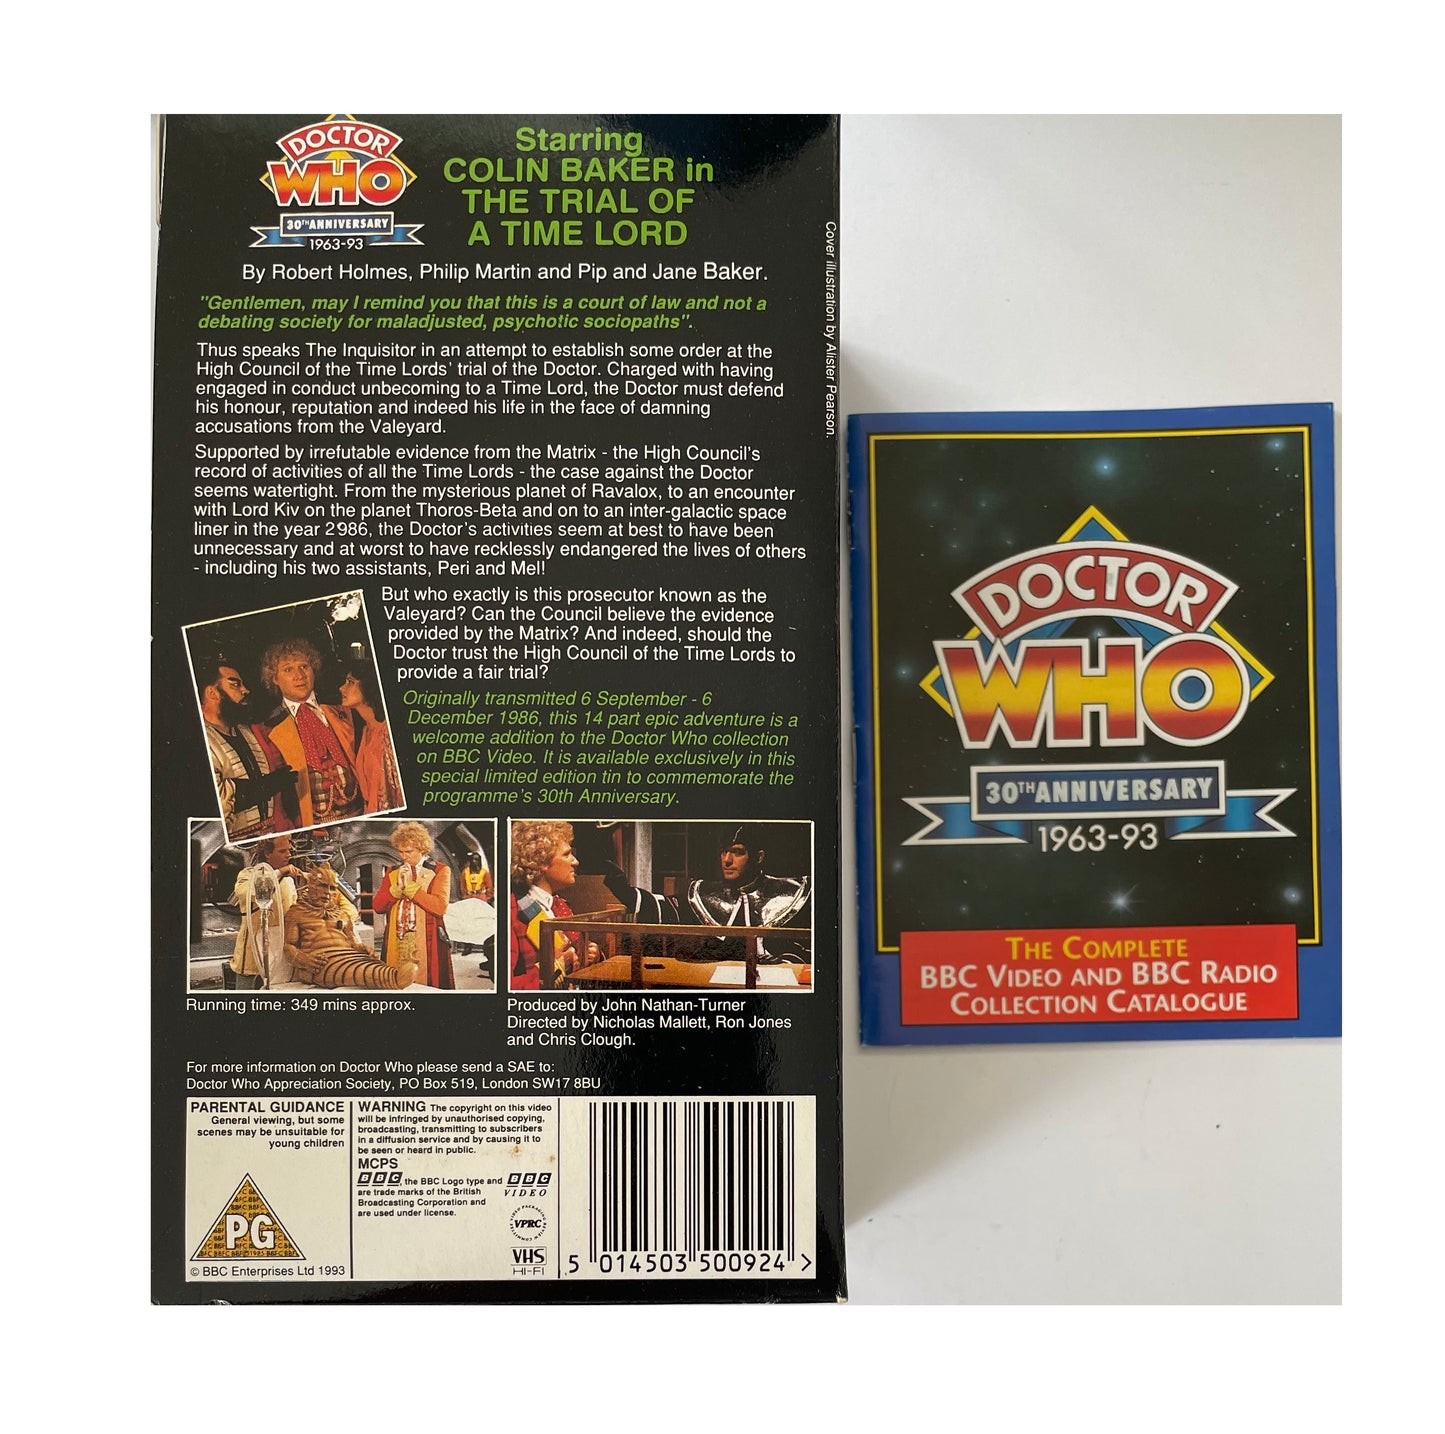 DOCTOR
WHO
30TH ANNIVERSARY
1963-93
Starring
COLIN BAKER in
THE TRIAL OF
A TIME LORD
By Robert Holmes, Philip Martin and Pip and Jane Baker.
"Gentlemen, may I remind you that this is a court of law and not a
debating society for maladjusted, psychotic sociopaths".
Thus speaks The Inquisitor in an attempt to establish some order at the
High Council of the Time Lords' trial of the Doctor. Charged with having
engaged in conduct unbecoming to a Time Lord, the Doctor must defend
his honour, reputation and indeed his life in the face of damning
accusations from the Valeyard.
Supported by irrefutable evidence from the Matrix - the High Council's
record of activities of all the Time Lords - the case against the Doctor
seems watertight. From the mysterious planet of Ravalox, to an encounter
with Lord Kiv on the planet Thoros-Beta and on to an inter-galactic space
liner in the year 2986, the Doctor's activities seem at best to have been
unnecessary and at worst to have recklessly endangered the lives of others
- including his two assistants, Peri and Mel!
But who exactly is this prosecutor known as the
Valeyard? Can the Council believe the evidence
provided by the Matrix? And indeed, should the
Doctor trust the High Council of the Time Lords to
provide a fair trial?
Originally transmitted 6 September - 6
December 1986, this 14 part epic adventure is a
welcome addition to the Doctor Who collection
on BBC Video. It is available exclusively in this
special limited edition tin to commemorate the
programme's 30th Anniversary.
Running time: 349 mins approx.
Produced by John Nathan-Turner
Directed by Nicholas Mallett, Ron Jones
and Chris Clough.
For more information on Doctor Who please send a SAE to:
Doctor Who Appreciation Society, PO Box 519, London SW17 8BU
PARENTAL GUIDANCE
General viewing, but some
scenes may be unsuitable for
young children
PG
© BBC Enterprises Ltd 1993
WARNING The copyright on this video
will be infringed by unauthorised copying,
broadcasting, transmitting to subscribers
in a diffusion service and by causing it to
be seen or heard in public.
MCPS
BBC, the BBC Logo type and
are trade marks of the British
Broadcasting Corporation and
are used under license.
BBC
VIDEO
VIDEO PACKAGING REVIEW COMMITTEE
VPRC
VHS
HI-FI
5 014503 500924 >
Cover illustration by Alister Pearson.
DOCTOR
WHO
30TH ANNIVERSARY
1963-93
THE COMPLETE
BBC VIDEO AND BBC RADIO
COLLECTION CATALOGUE